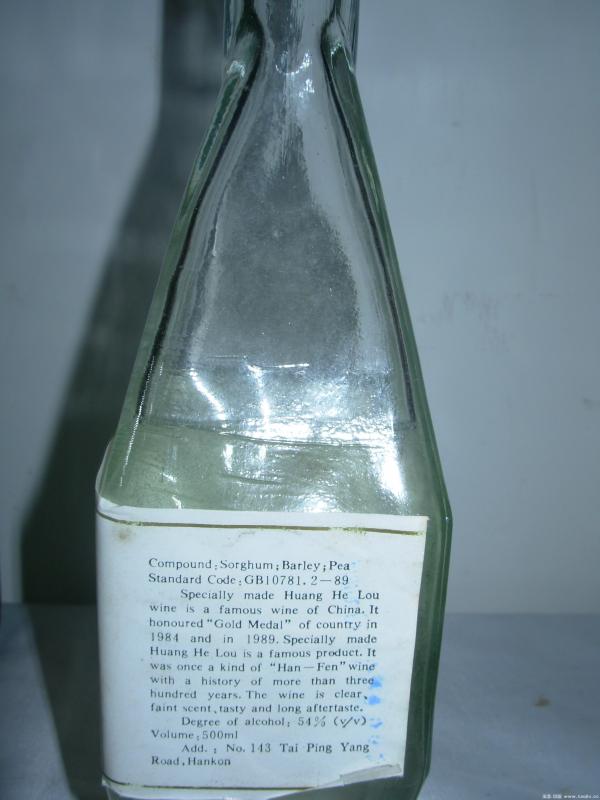 Compound:Sorghum;Barley;Pea
Standard Code:GB10781.2—89
Specially made Huang He Lou
wine is a famous wine of China. It
honoured "Gold Medal" of country in
1984 and in 1989. Specially made
Huang He Lou is a famous product. It
was once a kind of "Han—Fen" wine
with a history of more than three
hundred years. The wine is clear,
faint scent, tasty and long aftertaste.
Degree of alcohol: 54% (v/v)
Volume:500ml
Add.: No. 143 Tai Ping Yang
Road, Hankon